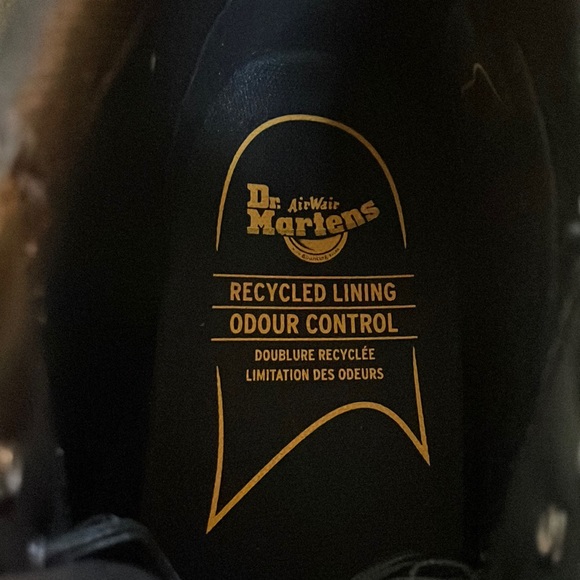 Dr. AirWair
Martens
RECYCLED LINING
ODOUR CONTROL
DOUBLURE RECYCLÉE
LIMITATION DES ODEURS